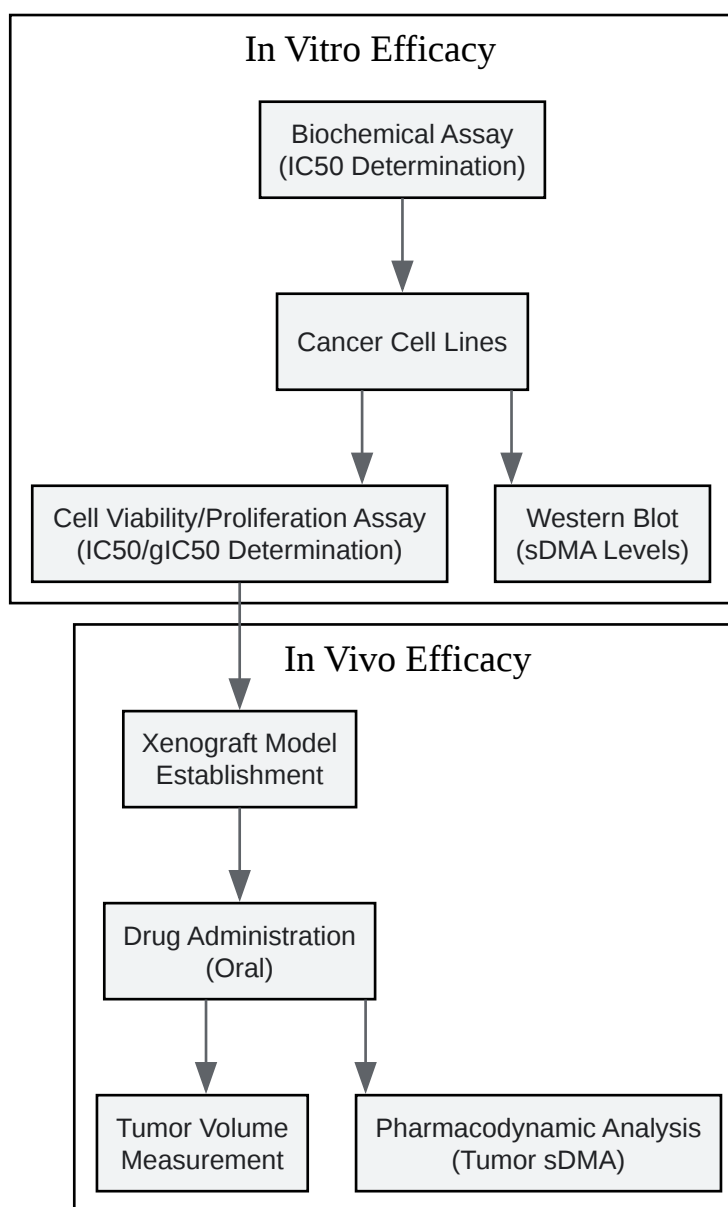 In Vitro Efficacy
Biochemical Assay
(IC50 Determination)
Cancer Cell Lines
Cell Viability/Proliferation Assay
(IC50/gIC50 Determination)
Western Blot
(sDMA Levels)
In Vivo Efficacy
Xenograft Model
Establishment
Drug Administration
(Oral)
Tumor Volume
Measurement
Pharmacodynamic Analysis
(Tumor sDMA)